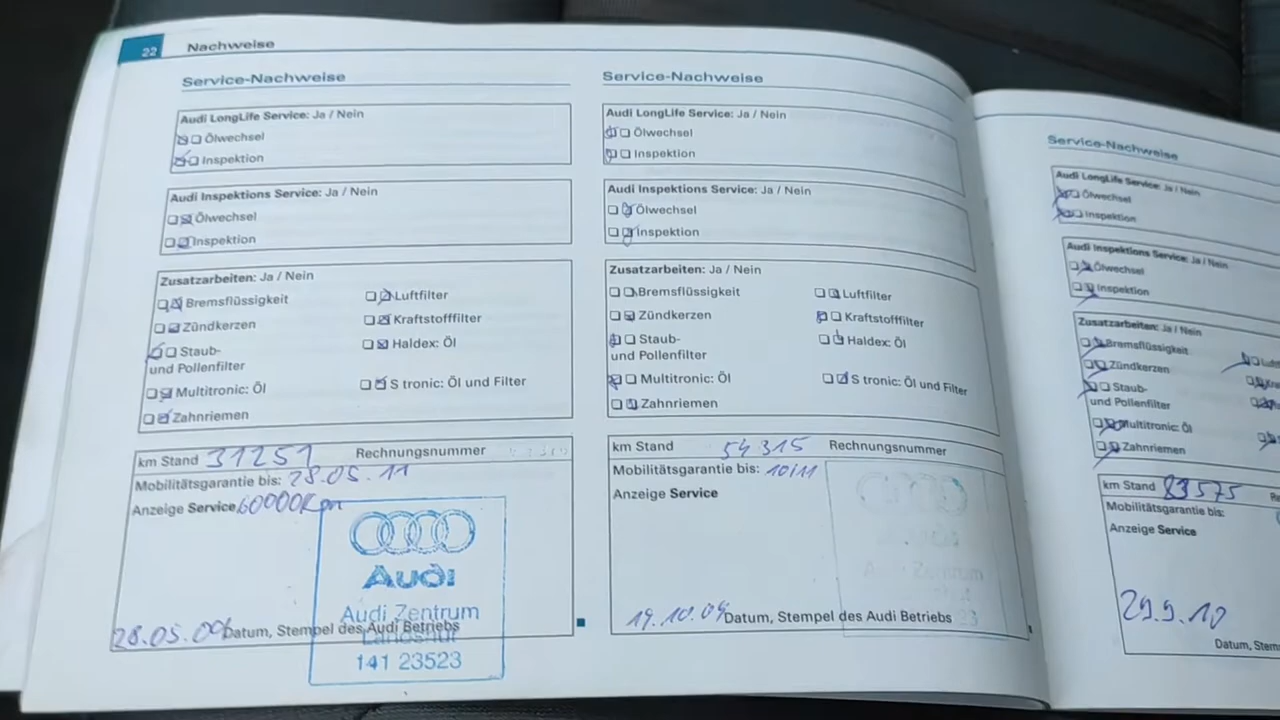 22 Nachweise
Service-Nachweise
Audi LongLife Service: Ja / Nein
Ölwechsel
Inspektion
Audi Inspektions Service: Ja / Nein
Ölwechsel
Inspektion
Zusatzarbeiten: Ja / Nein
Bremsflüssigkeit
Luftfilter
Zündkerzen
Kraftstofffilter
Staub-
und Pollenfilter
Haldex: Öl
Multitronic: Öl
S tronic: Öl und Filter
Zahnriemen
km Stand 31251 Rechnungsnummer
Mobilitätsgarantie bis: 28.05.11
Anzeige Service 60000Km
Audi
Audi Zentrum
Landshut
28.05.09 Datum, Stempel des Audi Betriebs
141 23523
Service-Nachweise
Audi LongLife Service: Ja / Nein
Ölwechsel
Inspektion
Audi Inspektions Service: Ja / Nein
Ölwechsel
Inspektion
Zusatzarbeiten: Ja / Nein
Bremsflüssigkeit
Luftfilter
Zündkerzen
Kraftstofffilter
Staub-
und Pollenfilter
Haldex: Öl
Multitronic: Öl
S tronic: Öl und Filter
Zahnriemen
km Stand 54315 Rechnungsnummer
Mobilitätsgarantie bis: 10/11
Anzeige Service
Audi Zentrum
19.10.09 Datum, Stempel des Audi Betriebs
23
Service-Nachweise
Audi LongLife Service: Ja / Nein
Ölwechsel
Inspektion
Audi Inspektions Service: Ja / Nein
Ölwechsel
Inspektion
Zusatzarbeiten: Ja / Nein
Bremsflüssigkeit
Zündkerzen
Staub-
und Pollenfilter
Multitronic: Öl
Zahnriemen
km Stand 83575
Mobilitätsgarantie bis:
Anzeige Service
29.9.10
Datum,